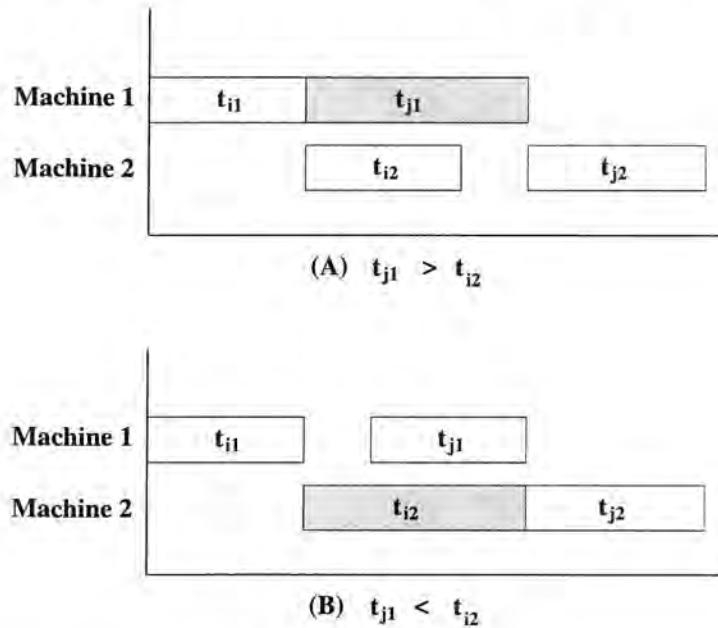 Machine 1 t_i1 t_j1
Machine 2 t_i2 t_j2
(A) t_j1 > t_i2
Machine 1 t_i1 t_j1
Machine 2 t_i2 t_j2
(B) t_j1 < t_i2